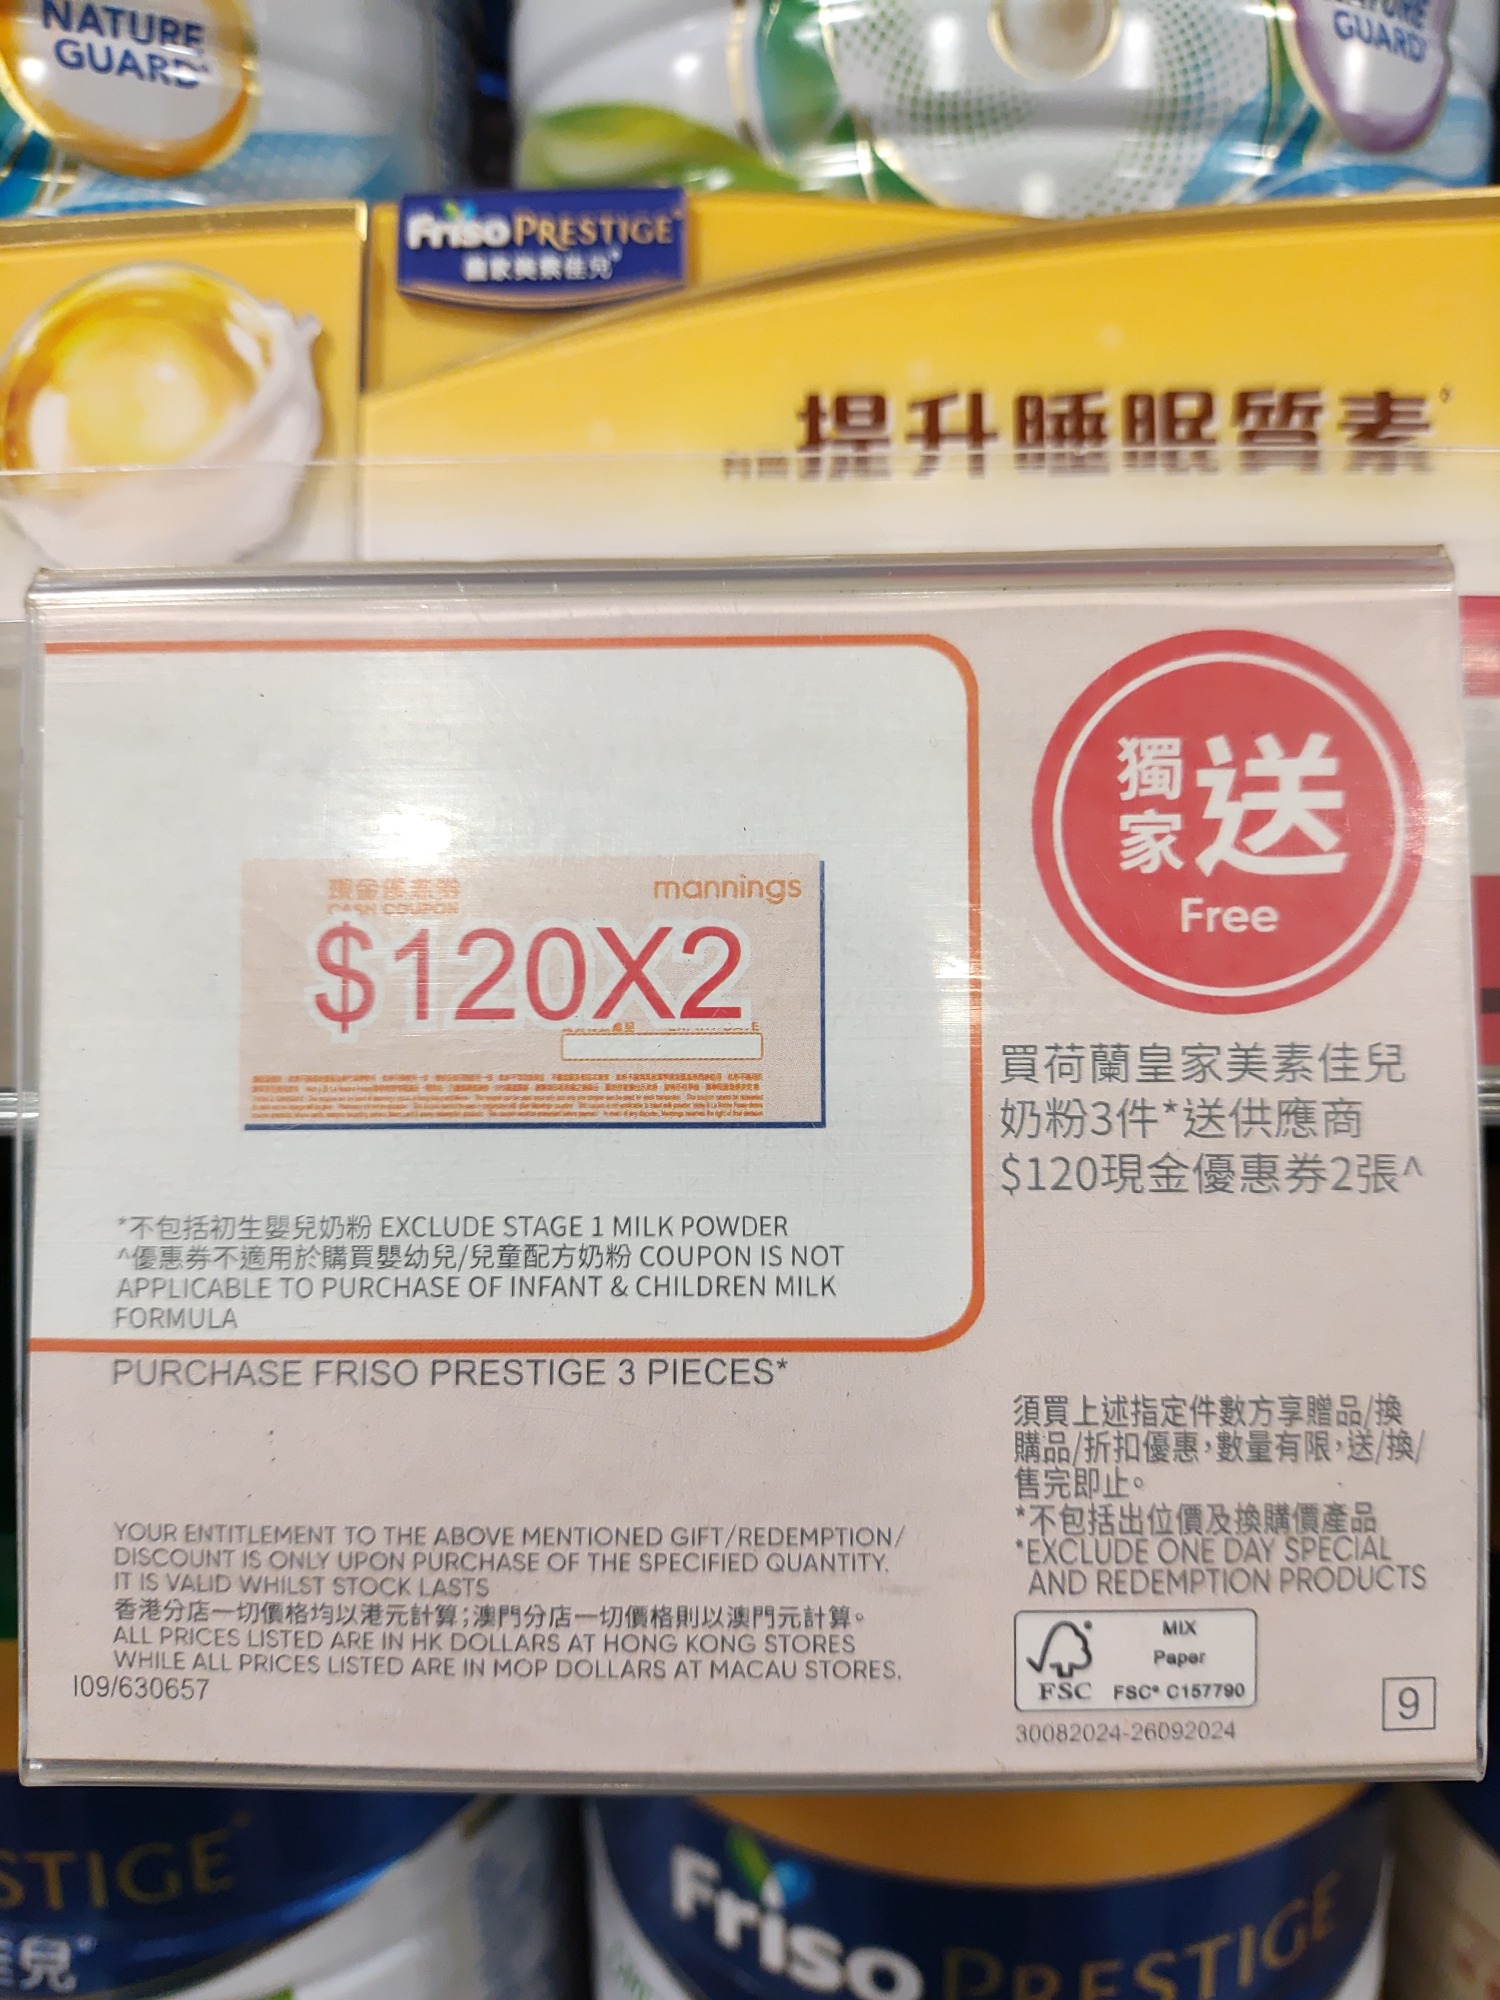 NATURE
GUARD
NATURE
GUARD
Friso PRESTIGE
皇家美素佳兒
提升睡眠質素
獨家送
Free
現金優惠券
CASH COUPON
mannings
$120X2
買荷蘭皇家美素佳兒
奶粉3件*送供應商
$120現金優惠券2張^
*不包括初生嬰兒奶粉 EXCLUDE STAGE 1 MILK POWDER
^優惠券不適用於購買嬰幼兒/兒童配方奶粉 COUPON IS NOT
APPLICABLE TO PURCHASE OF INFANT & CHILDREN MILK
FORMULA
PURCHASE FRISO PRESTIGE 3 PIECES*
須買上述指定件數方享贈品/換
購品/折扣優惠,數量有限,送/換/
售完即止。
*不包括出位價及換購價產品
*EXCLUDE ONE DAY SPECIAL
AND REDEMPTION PRODUCTS
YOUR ENTITLEMENT TO THE ABOVE MENTIONED GIFT/REDEMPTION/
DISCOUNT IS ONLY UPON PURCHASE OF THE SPECIFIED QUANTITY.
IT IS VALID WHILST STOCK LASTS
香港分店一切價格均以港元計算;澳門分店一切價格則以澳門元計算。
ALL PRICES LISTED ARE IN HK DOLLARS AT HONG KONG STORES
WHILE ALL PRICES LISTED ARE IN MOP DOLLARS AT MACAU STORES.
I09/630657
FSC
MIX
Paper
FSC® C157790
30082024-26092024
9
STIGE
兒
Friso PRESTIGE